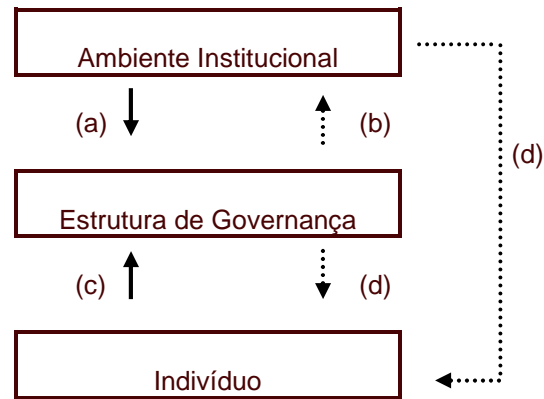 Ambiente Institucional
(a)
(b)
(d)
Estrutura de Governança
(c)
(d)
Indivíduo